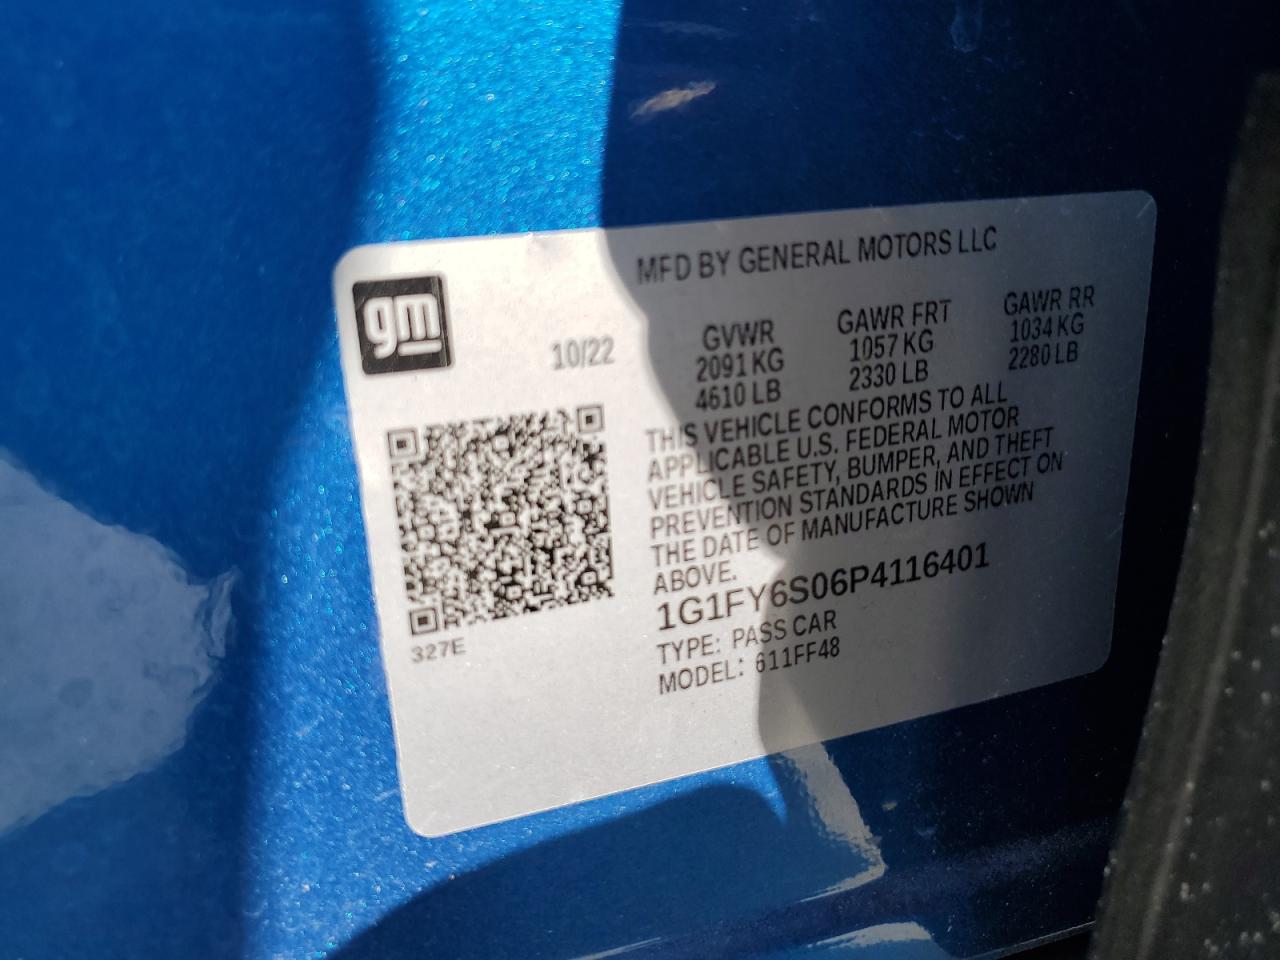 gm
10/22
MFD BY GENERAL MOTORS LLC
GVWR GAWR FRT GAWR RR
2091 KG 1057 KG 1034 KG
4610 LB 2330 LB 2280 LB
THIS VEHICLE CONFORMS TO ALL
APPLICABLE U.S. FEDERAL MOTOR
VEHICLE SAFETY, BUMPER, AND THEFT
PREVENTION STANDARDS IN EFFECT ON
THE DATE OF MANUFACTURE SHOWN
ABOVE.
1G1FY6S06P4116401
TYPE: PASS CAR
MODEL: 611FF48
327E